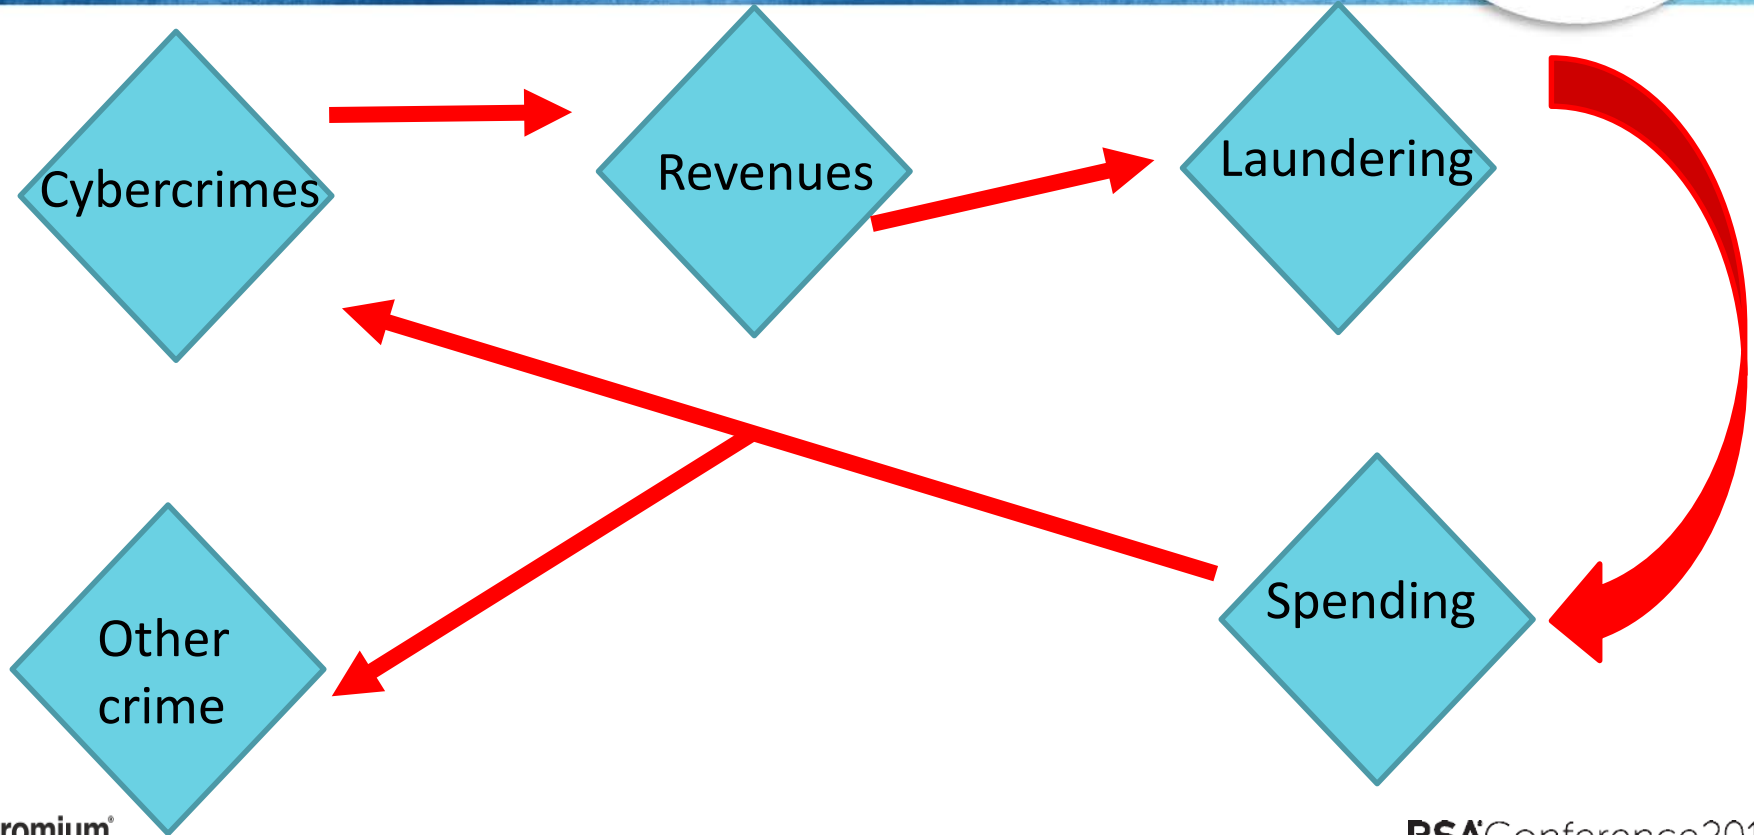 Cybercrimes
Revenues
Laundering
Spending
Other
crime